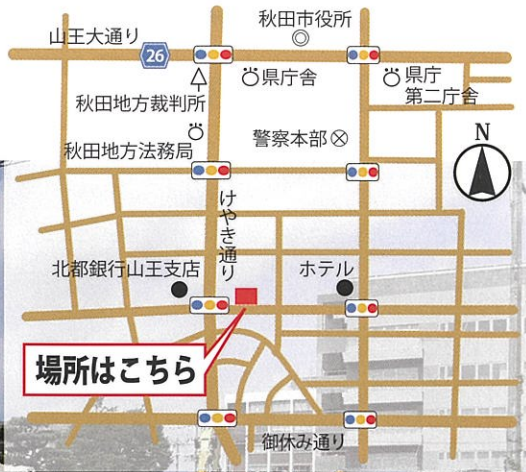 秋田市役所
山王大通り
26
県庁舎
県庁
第二庁舎
秋田地方裁判所
秋田地方法務局
警察本部
N
けやき通り
北都銀行山王支店
ホテル
場所はこちら
御休み通り